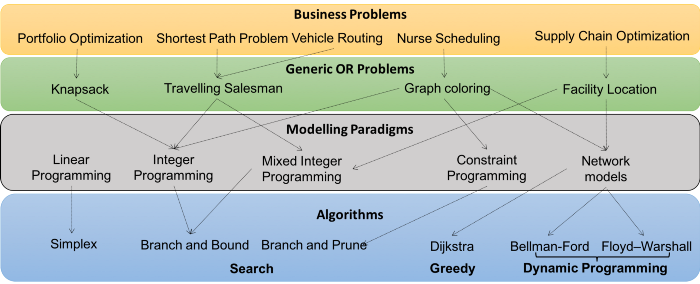 Business Problems
Portfolio Optimization Shortest Path Problem Vehicle Routing Nurse Scheduling Supply Chain Optimization
Generic OR Problems
Knapsack Travelling Salesman Graph coloring Facility Location
Modelling Paradigms
Linear Programming
Integer Programming
Mixed Integer Programming
Constraint Programming
Network models
Algorithms
Simplex Branch and Bound Branch and Prune Dijkstra Bellman-Ford Floyd–Warshall
Search Greedy Dynamic Programming